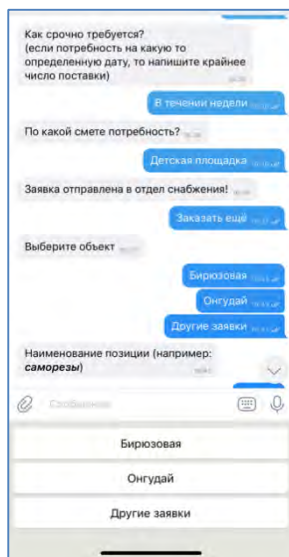 Как срочно требуется?
(если потребность на какую то
определенную дату, то напишите крайнее
число поставки)
В течении недели
По какой смете потребность?
Детская площадка
Заявка отправлена в отдел снабжения!
Заказать ещё
Выберите объект
Бирюзовая
Онгудай
Другие заявки
Наименование позиции (например:
саморезы)
Сообщение
Бирюзовая
Онгудай
Другие заявки